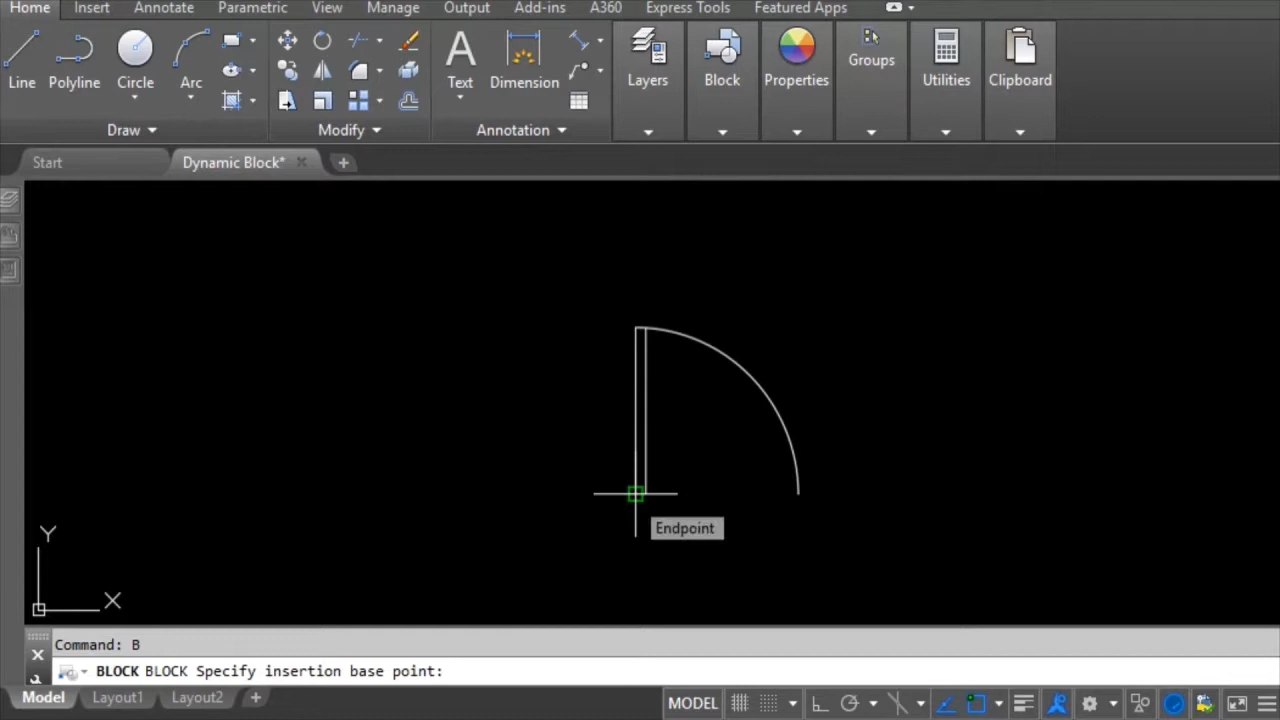 Home Insert Annotate Parametric View Manage Output Add-ins A360 Express Tools Featured Apps
Line Polyline Circle Arc Text Dimension Layers Block Properties Groups Utilities Clipboard
Draw Modify Annotation
Start Dynamic Block*
Endpoint
Y
X
Command: B
BLOCK BLOCK Specify insertion base point:
Model Layout1 Layout2 MODEL